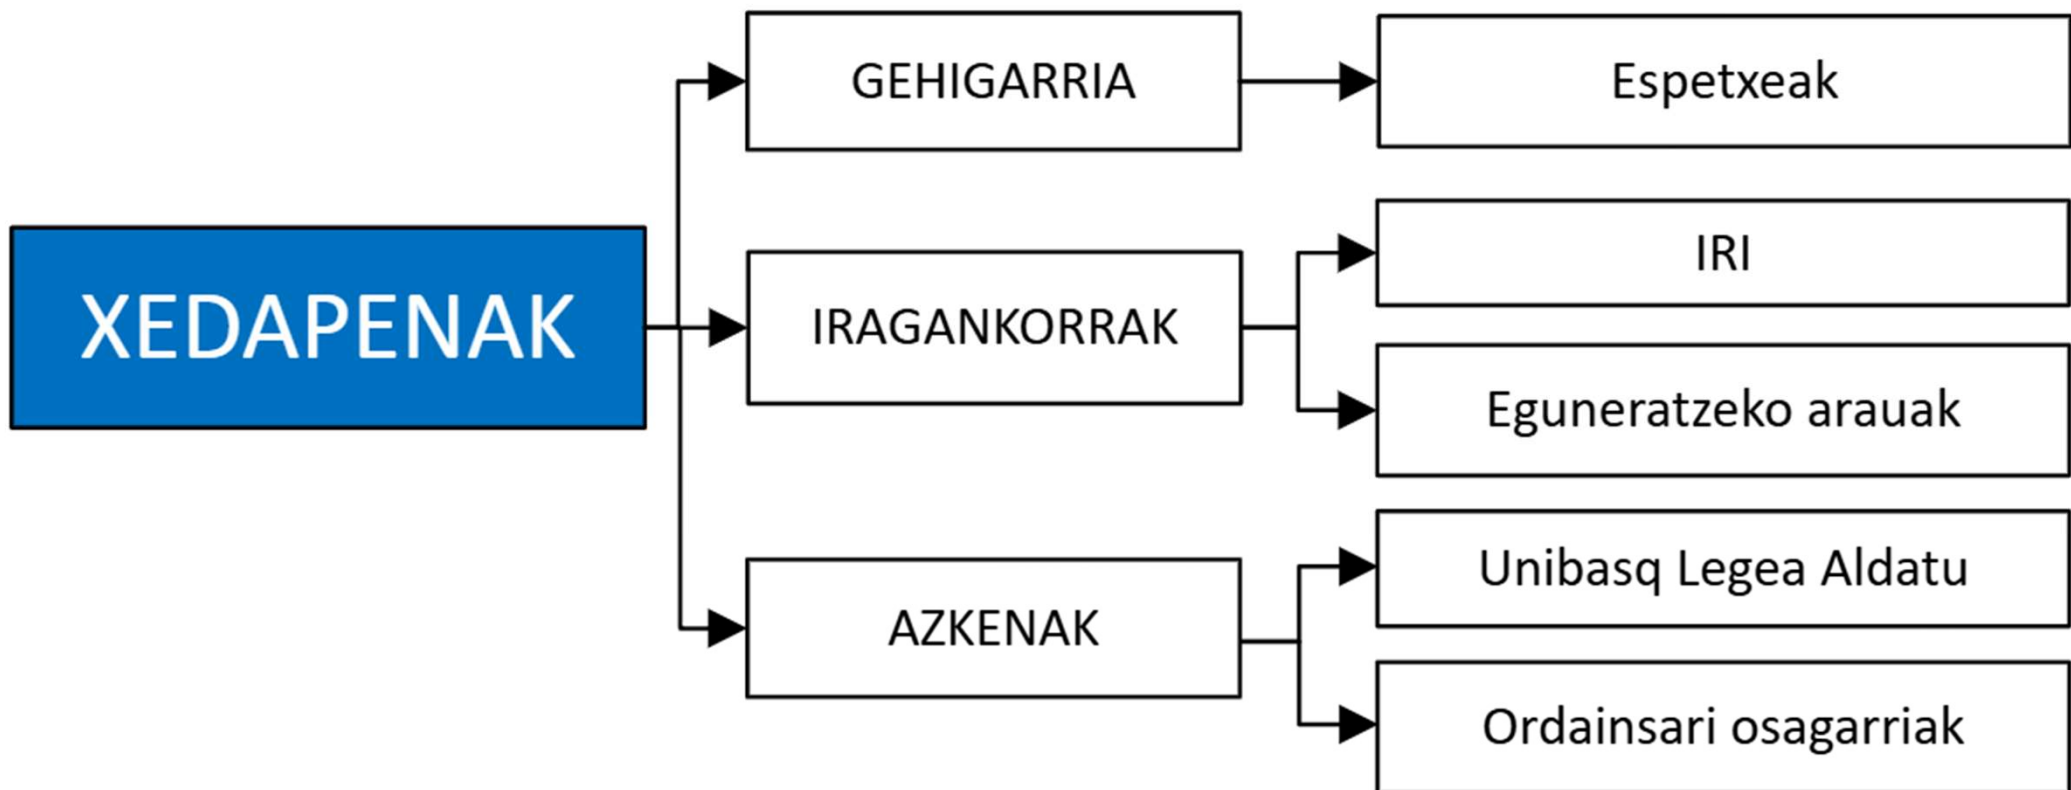 XEDAPENAK
GEHIGARRIA
Espetxeak
IRAGANKORRAK
IRI
Eguneratzeko arauak
AZKENAK
Unibasq Legea Aldatu
Ordainsari osagarriak